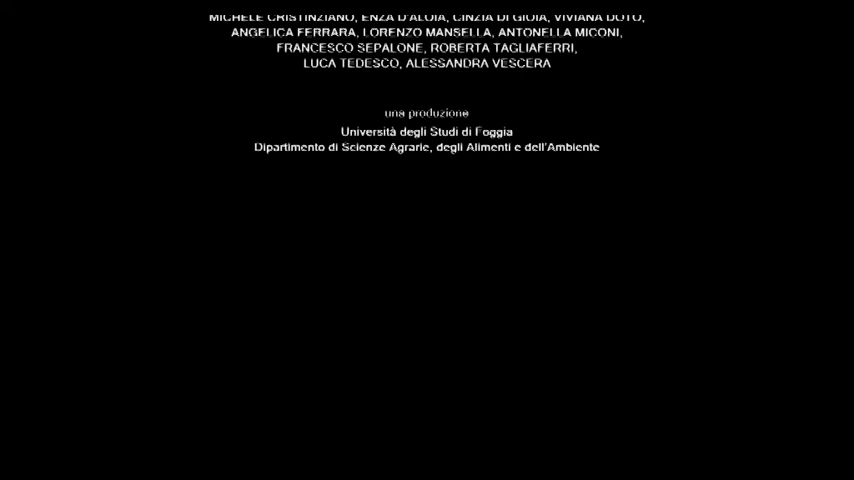 MICHELE CRISTINZIANO, ENZA D'ALOIA, CINZIA DI GIOIA, VIVIANA DOTO,
ANGELICA FERRARA, LORENZO MANSELLA, ANTONELLA MICONI,
FRANCESCO SEPALONE, ROBERTA TAGLIAFERRI,
LUCA TEDESCO, ALESSANDRA VESCERA
una produzione
Università degli Studi di Foggia
Dipartimento di Scienze Agrarie, degli Alimenti e dell'Ambiente